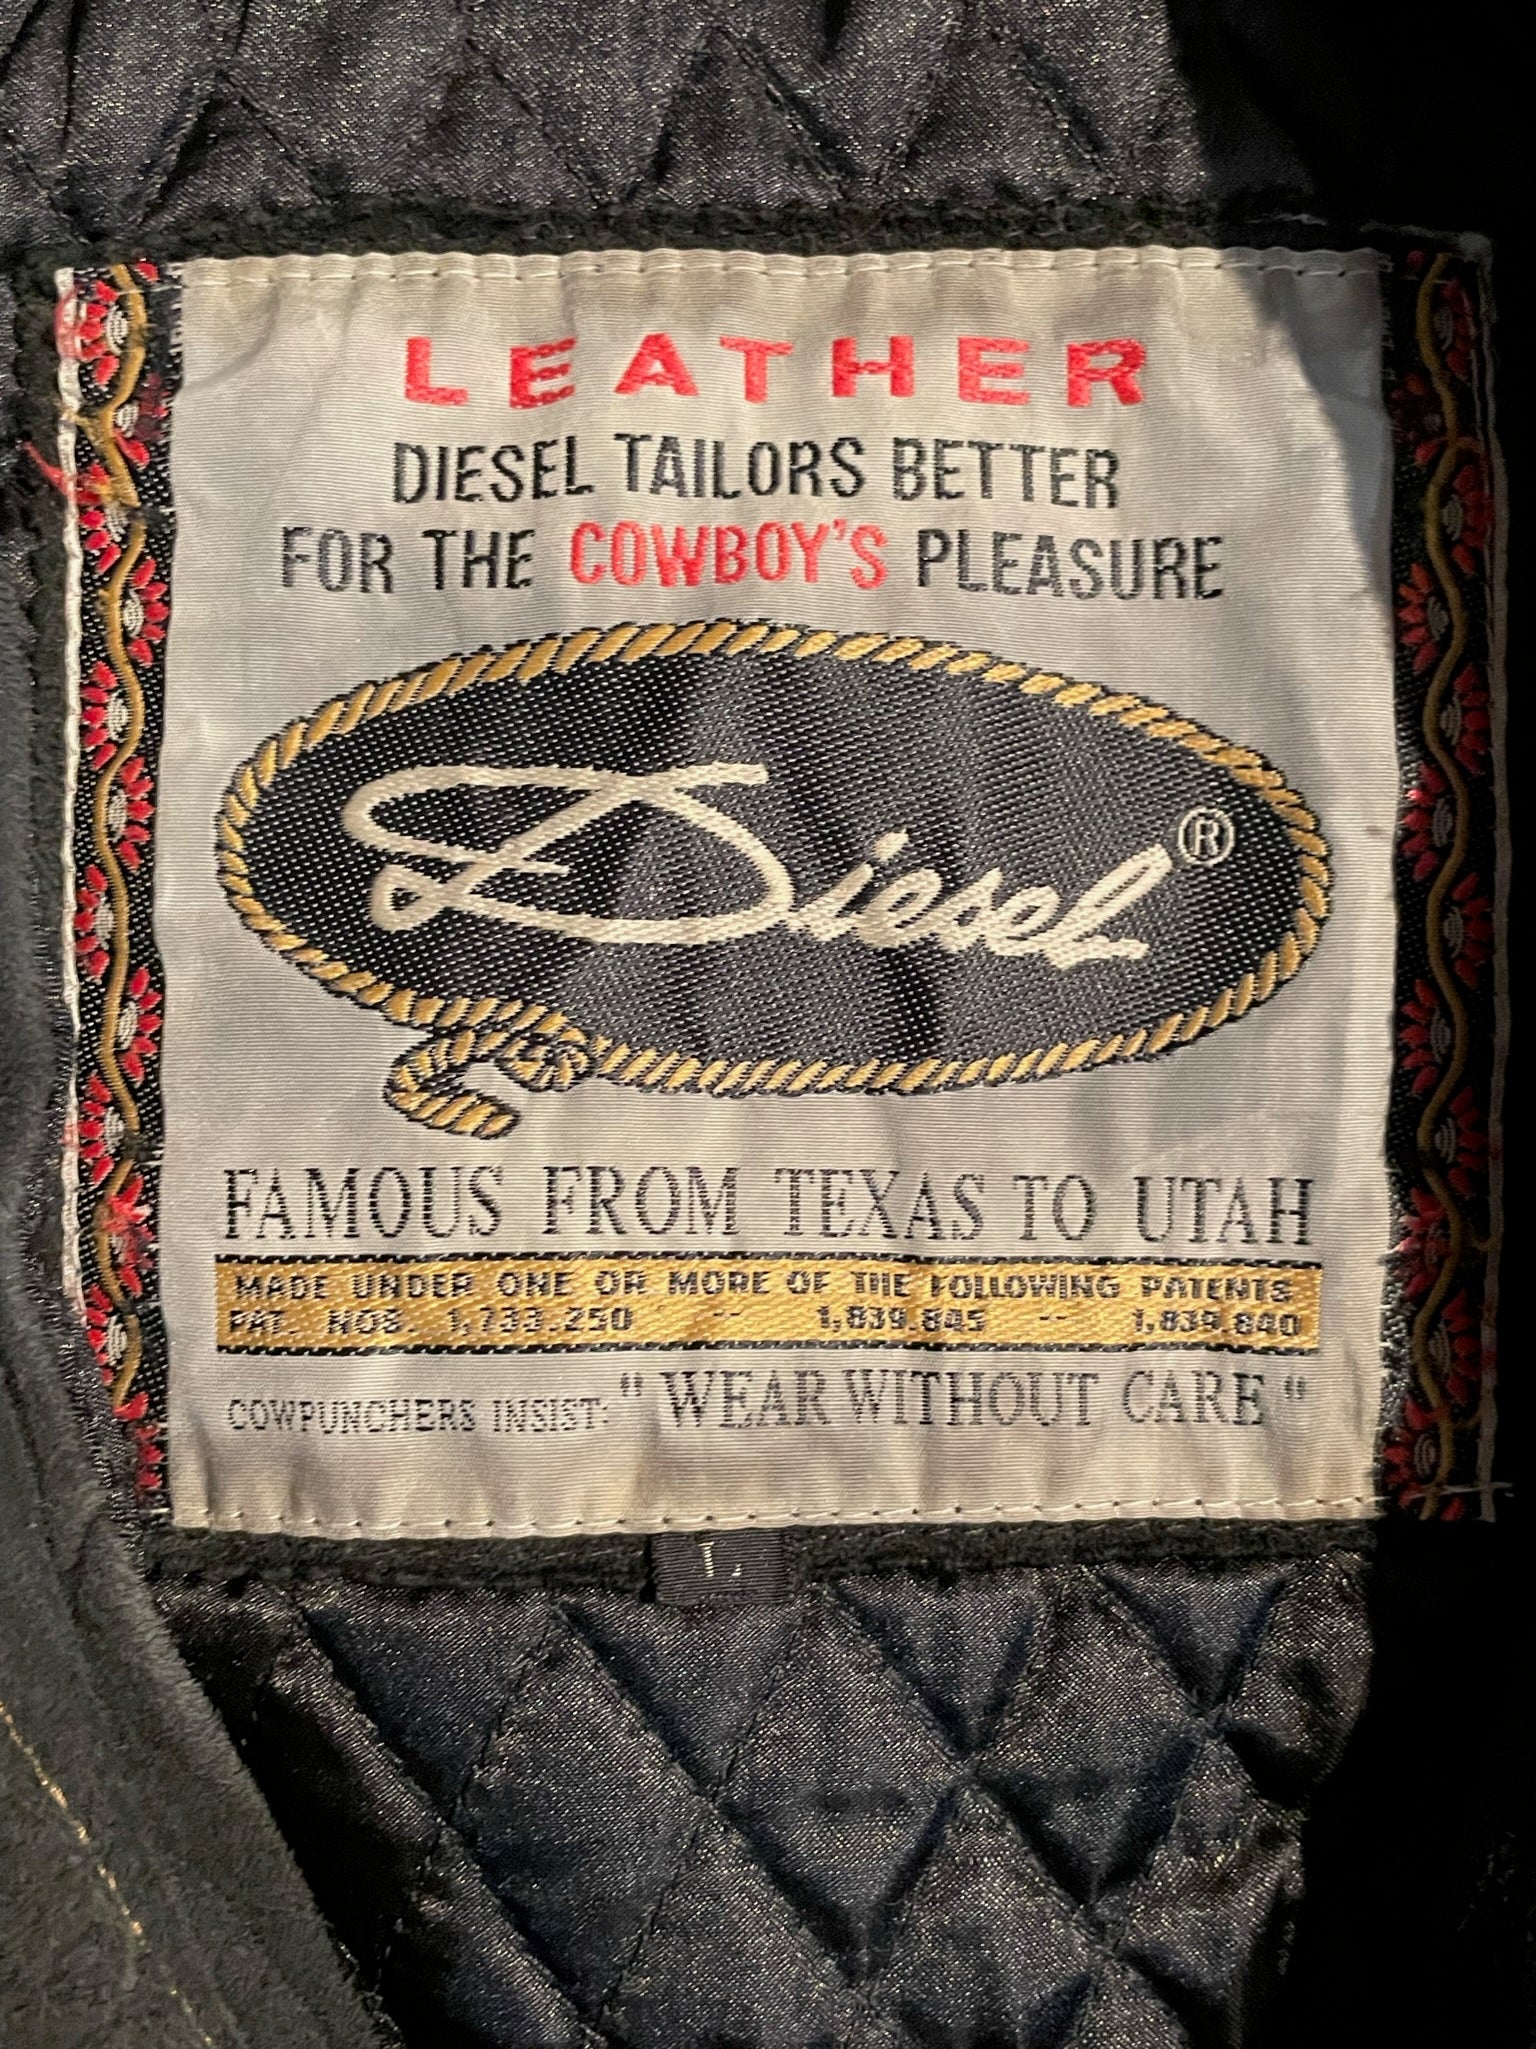 LEATHER
DIESEL TAILORS BETTER
FOR THE COWBOY'S PLEASURE
Diesel ®
FAMOUS FROM TEXAS TO UTAH
MADE UNDER ONE OR MORE OF THE FOLLOWING PATENTS
PAT. NOS. 1,733.250 -- 1,839.845 -- 1,839.840
COWPUNCHERS INSIST: "WEAR WITHOUT CARE"